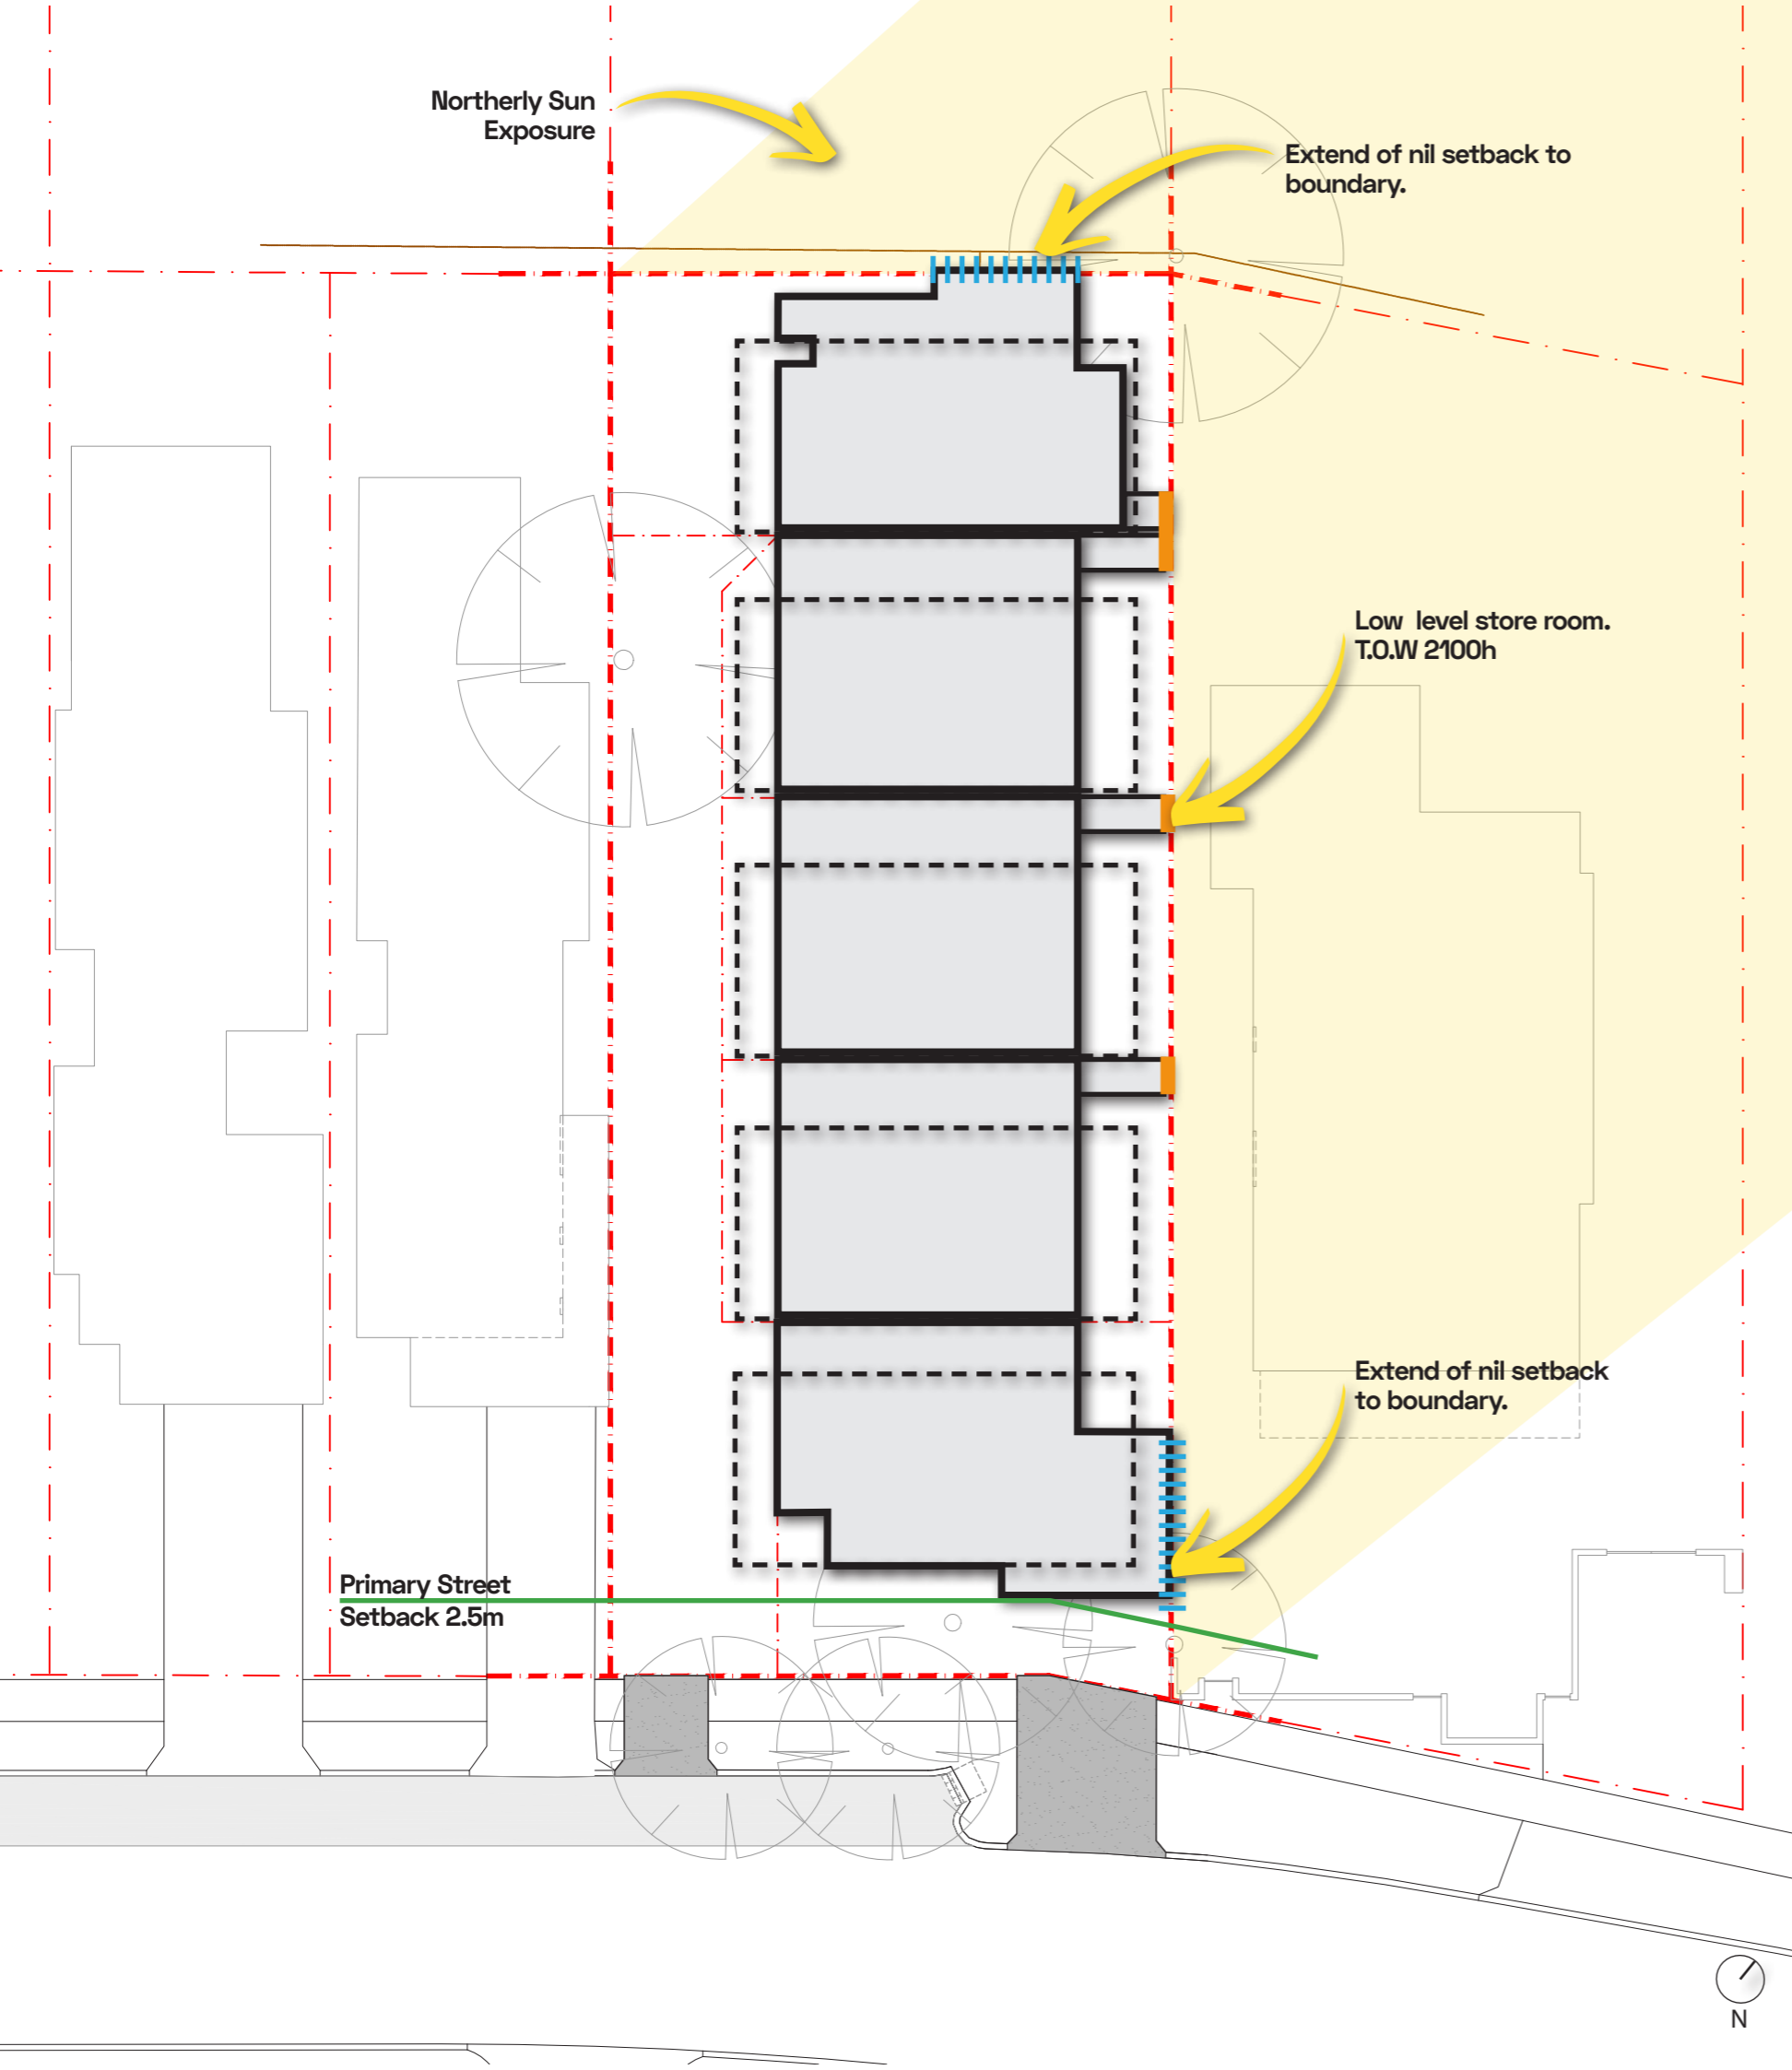 Northerly Sun
Exposure
Extend of nil setback to
boundary.
Low level store room.
T.O.W 2100h
Extend of nil setback
to boundary.
Primary Street
Setback 2.5m
N